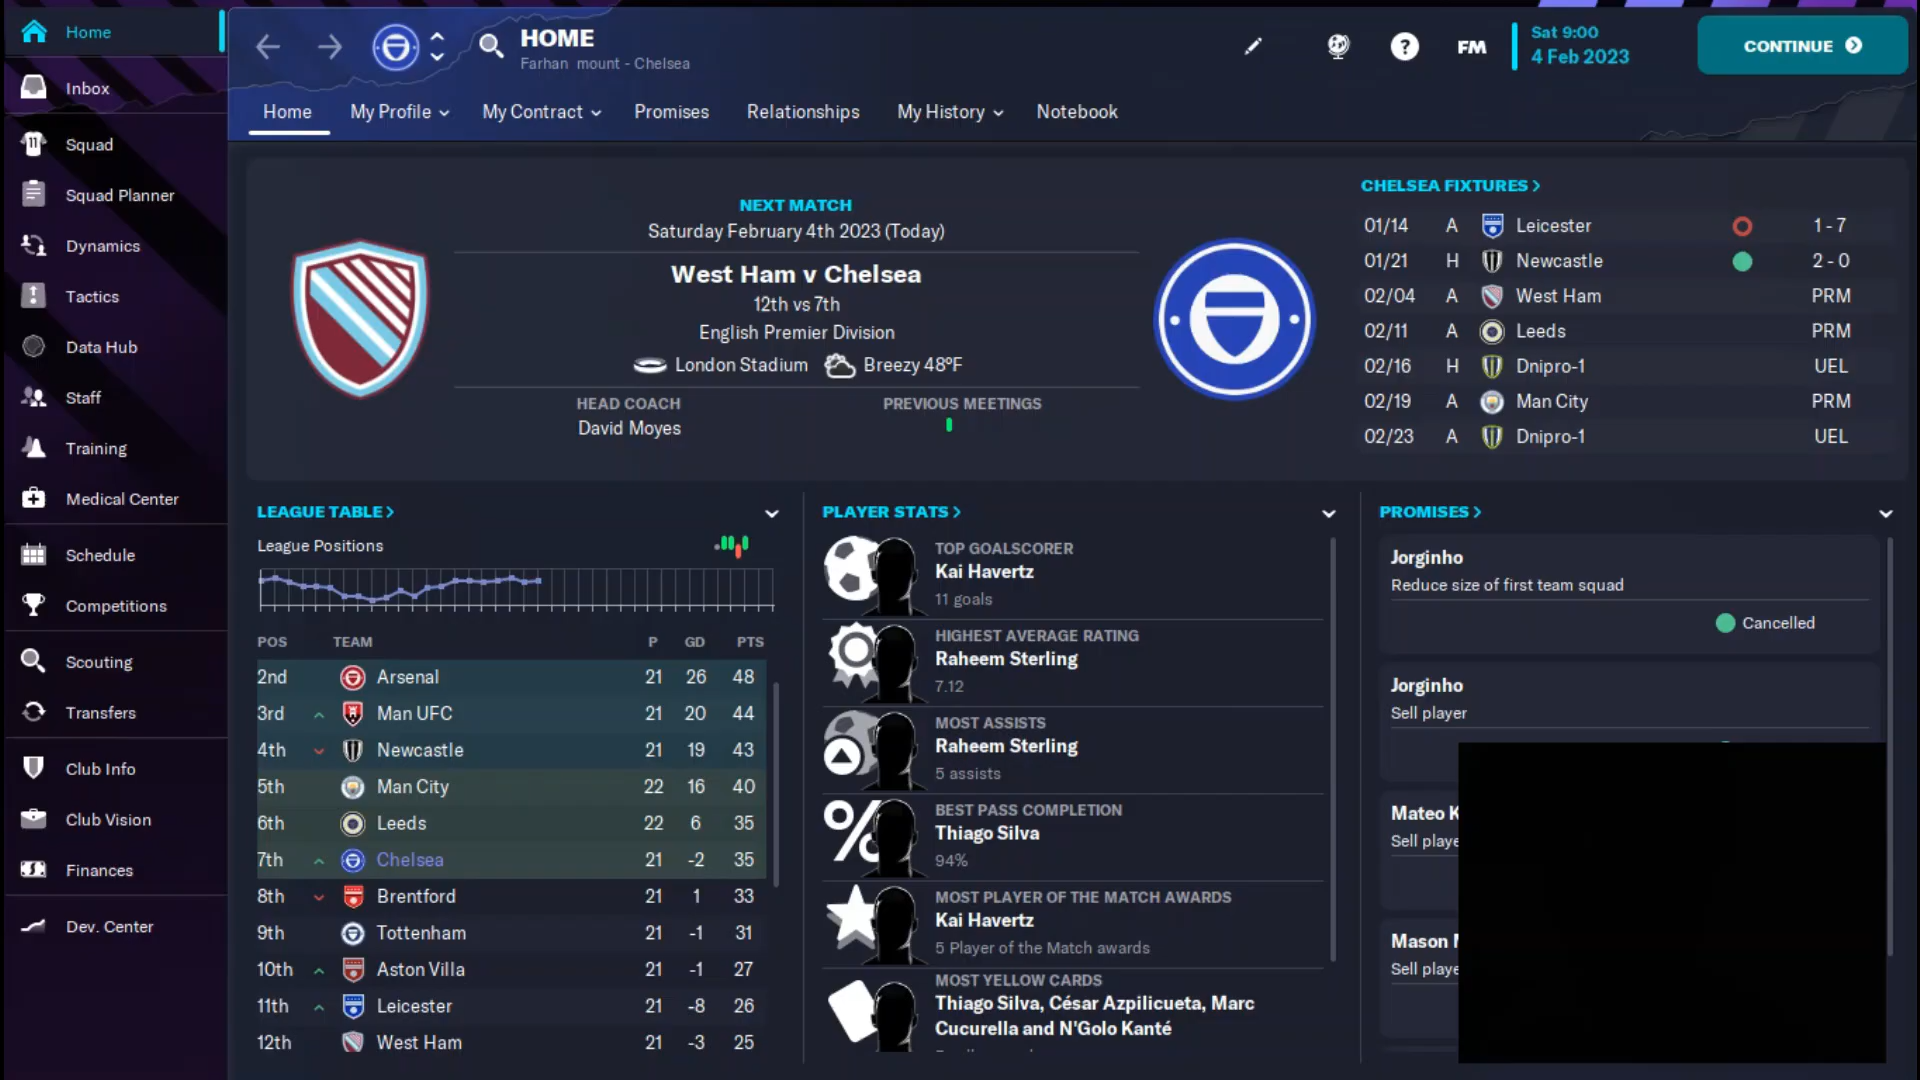 Home
Inbox
Squad
Squad Planner
Dynamics
Tactics
Data Hub
Staff
Training
Medical Center
Schedule
Competitions
Scouting
Transfers
Club Info
Club Vision
Finances
Dev. Center
HOME
Farhan mount - Chelsea
? FM
Sat 9:00
4 Feb 2023
CONTINUE
Home My Profile My Contract Promises Relationships My History Notebook
NEXT MATCH
Saturday February 4th 2023 (Today)
West Ham v Chelsea
12th vs 7th
English Premier Division
London Stadium Breezy 48ºF
HEAD COACH
David Moyes
PREVIOUS MEETINGS
CHELSEA FIXTURES >
01/14 A Leicester 1 - 7
01/21 H Newcastle 2 - 0
02/04 A West Ham PRM
02/11 A Leeds PRM
02/16 H Dnipro-1 UEL
02/19 A Man City PRM
02/23 A Dnipro-1 UEL
LEAGUE TABLE >
League Positions
POS TEAM P GD PTS
2nd Arsenal 21 26 48
3rd Man UFC 21 20 44
4th Newcastle 21 19 43
5th Man City 22 16 40
6th Leeds 22 6 35
7th Chelsea 21 -2 35
8th Brentford 21 1 33
9th Tottenham 21 -1 31
10th Aston Villa 21 -1 27
11th Leicester 21 -8 26
12th West Ham 21 -3 25
PLAYER STATS >
TOP GOALSCORER
Kai Havertz
11 goals
HIGHEST AVERAGE RATING
Raheem Sterling
7.12
MOST ASSISTS
Raheem Sterling
5 assists
BEST PASS COMPLETION
Thiago Silva
94%
MOST PLAYER OF THE MATCH AWARDS
Kai Havertz
5 Player of the Match awards
MOST YELLOW CARDS
Thiago Silva, César Azpilicueta, Marc
Cucurella and N'Golo Kanté
PROMISES >
Jorginho
Reduce size of first team squad
Cancelled
Jorginho
Sell player
Mateo
Sell
Mason
Sell